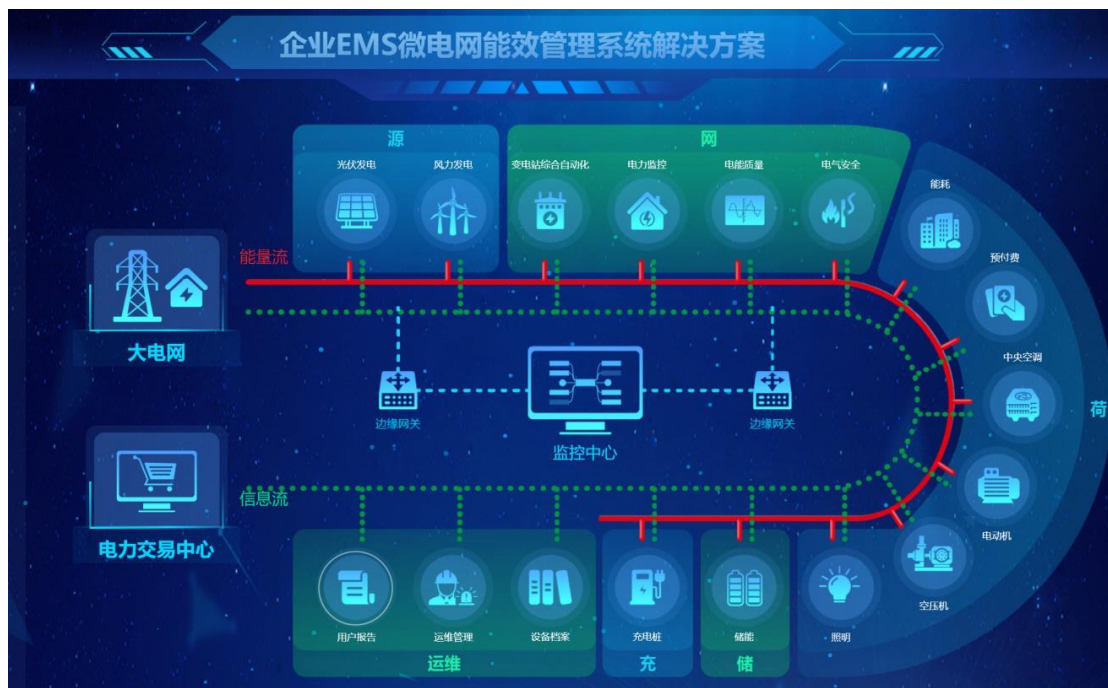 企业EMS微电网能效管理系统解决方案
源
网
光伏发电
风力发电
变电站综合自动化
电力监控
电能质量
电气安全
能耗
预付费
中央空调
荷
电动机
空压机
能量流
大电网
边缘网关
监控中心
边缘网关
信息流
电力交易中心
用户报告
运维管理
设备档案
充电桩
储能
照明
运维
充
储